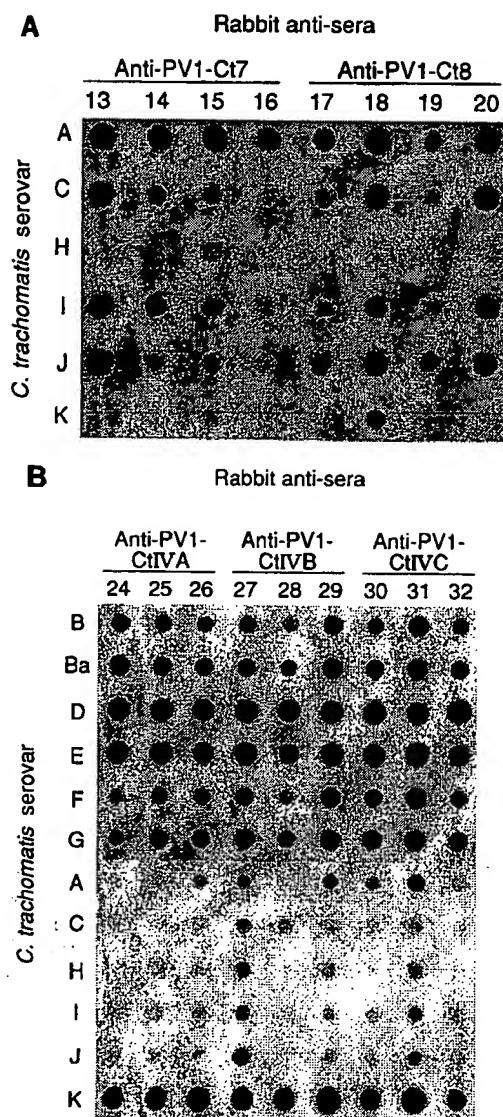 A
Rabbit anti-sera
Anti-PV1-Ct7 Anti-PV1-Ct8
13 14 15 16 17 18 19 20
C. trachomatis serovar
A
C
H
I
J
K
B
Rabbit anti-sera
Anti-PV1-CtIVA Anti-PV1-CtIVB Anti-PV1-CtIVC
24 25 26 27 28 29 30 31 32
C. trachomatis serovar
B
Ba
D
E
F
G
A
C
H
I
J
K